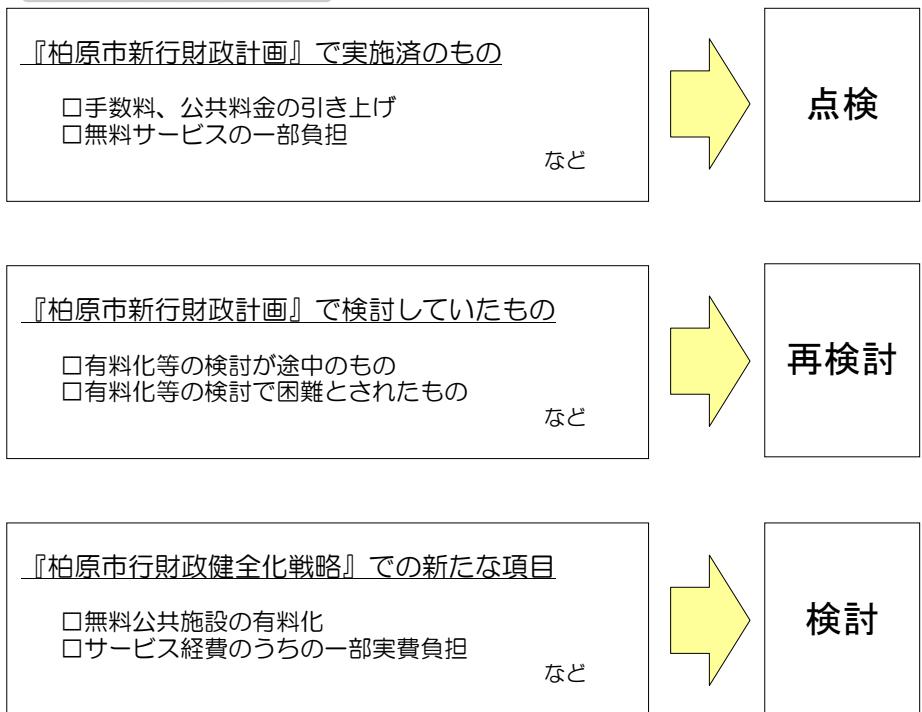 『柏原市新行財政計画』で実施済のもの
□手数料、公共料金の引き上げ
□無料サービスの一部負担
など
点検
『柏原市新行財政計画』で検討していたもの
□有料化等の検討が途中のもの
□有料化等の検討で困難とされたもの
など
再検討
『柏原市行財政健全化戦略』での新たな項目
□無料公共施設の有料化
□サービス経費のうちの一部実費負担
など
検討